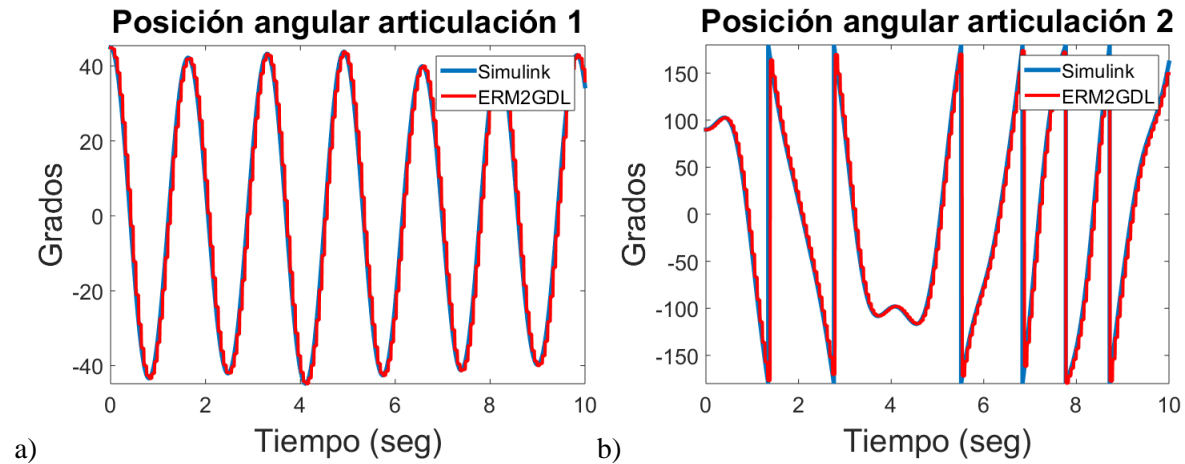 Posición angular articulación 1
40
20
0
-20
-40
Grados
Simulink
ERM2GDL
0 2 4 6 8 10
Tiempo (seg)
a)
Posición angular articulación 2
150
100
50
0
-50
-100
-150
Grados
Simulink
ERM2GDL
0 2 4 6 8 10
Tiempo (seg)
b)